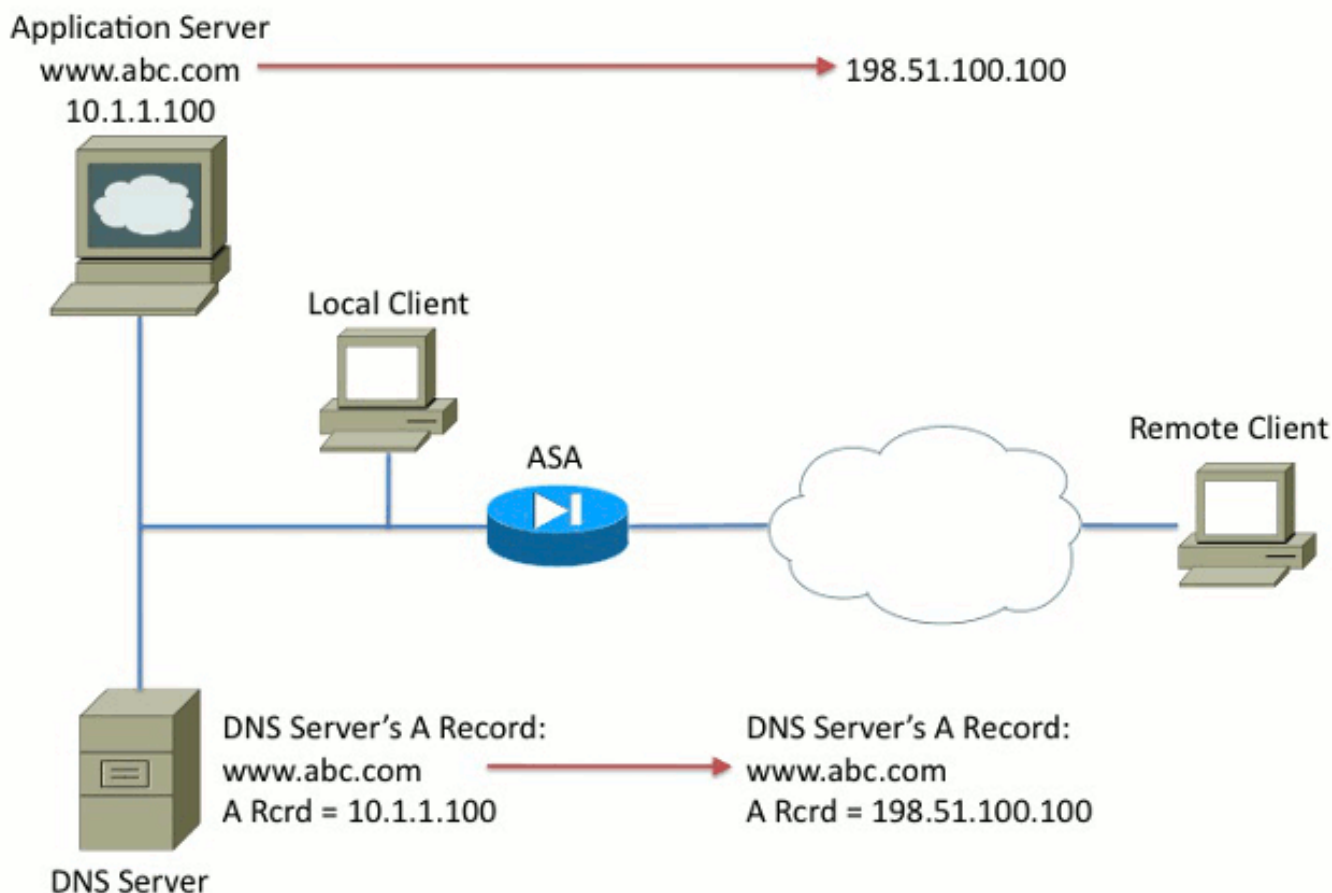 Application Server
www.abc.com
10.1.1.100
198.51.100.100
Local Client
ASA
Remote Client
DNS Server’s A Record:
www.abc.com
A Rcrd = 10.1.1.100
DNS Server’s A Record:
www.abc.com
A Rcrd = 198.51.100.100
DNS Server